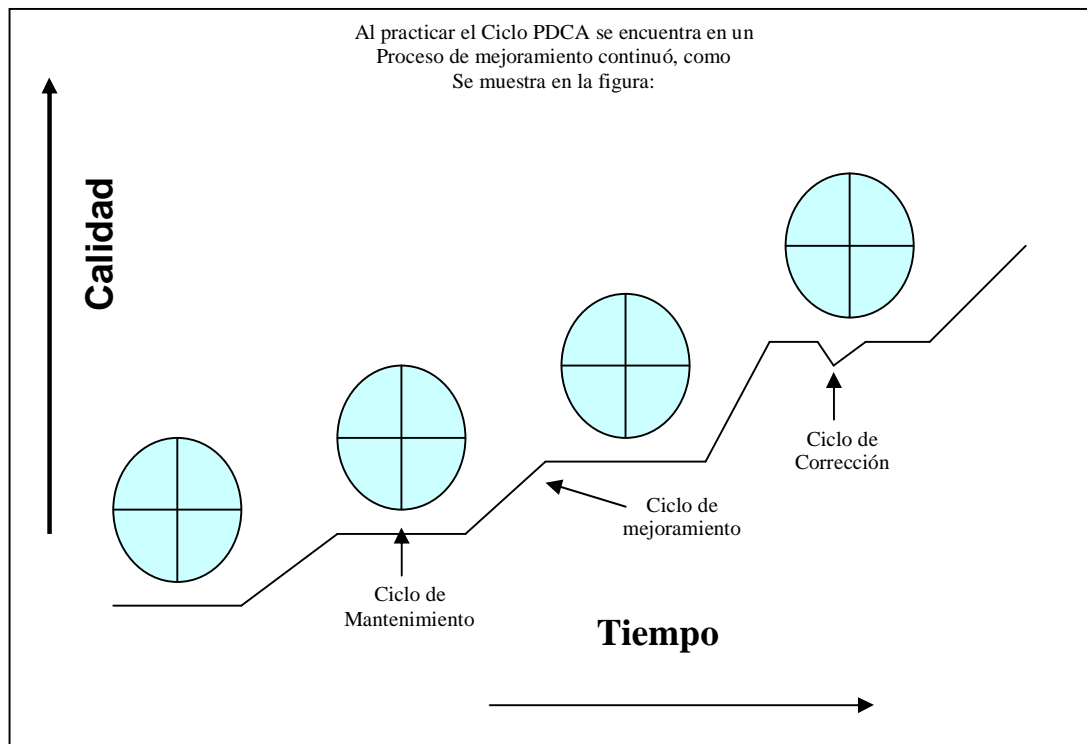 Al practicar el Ciclo PDCA se encuentra en un
Proceso de mejoramiento continuó, como
Se muestra en la figura:
Calidad
Ciclo de
Corrección
Ciclo de
mejoramiento
Ciclo de
Mantenimiento
Tiempo